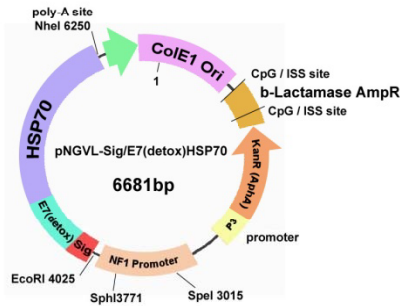 poly-A site
NheI 6250
ColE1 Ori
1
CpG / ISS site
b-Lactamase AmpR
CpG / ISS site
HSP70
pNGVL-Sig/E7(detox)HSP70
6681bp
KanR (AphA)
P3
promoter
E7(detox)
Sig
NF1 Promoter
EcoRI 4025
SphI3771
SpeI 3015